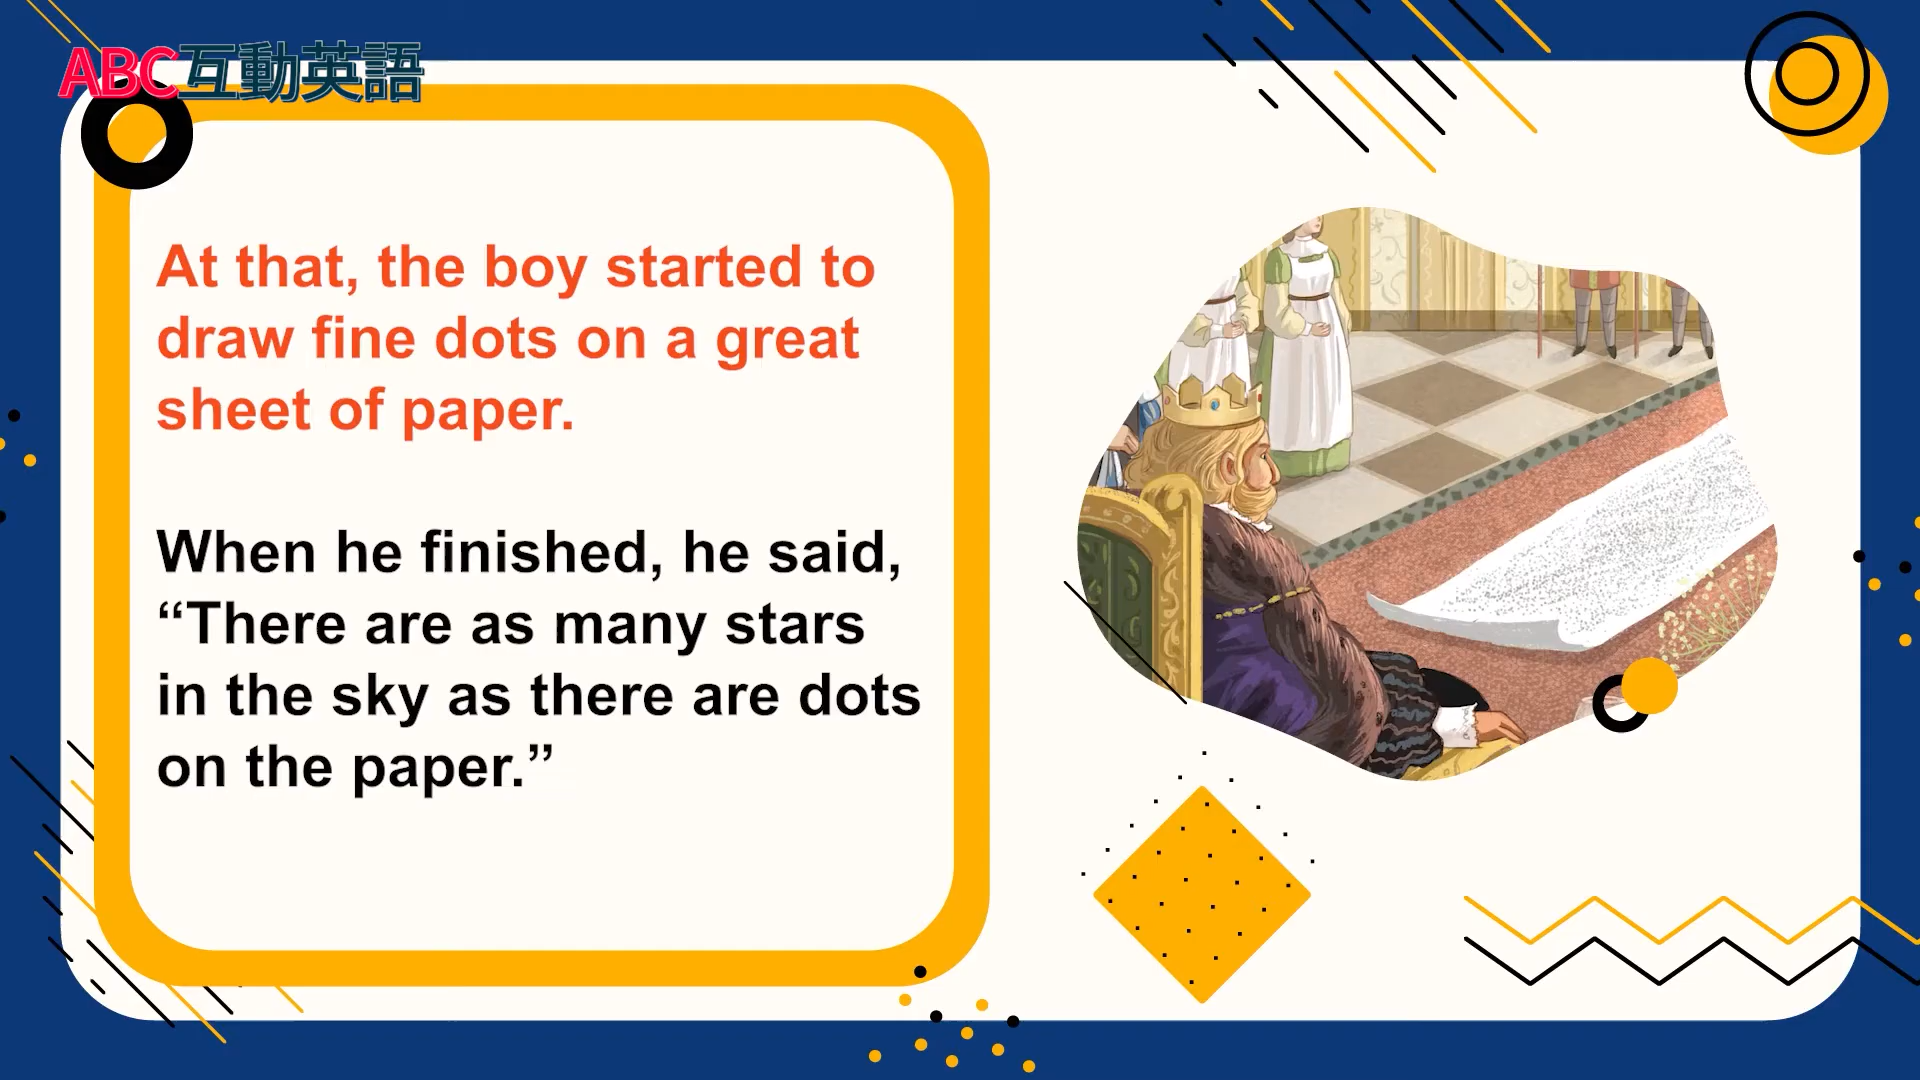 ABC互動英語
At that, the boy started to
draw fine dots on a great
sheet of paper.
When he finished, he said,
“There are as many stars
in the sky as there are dots
on the paper.”